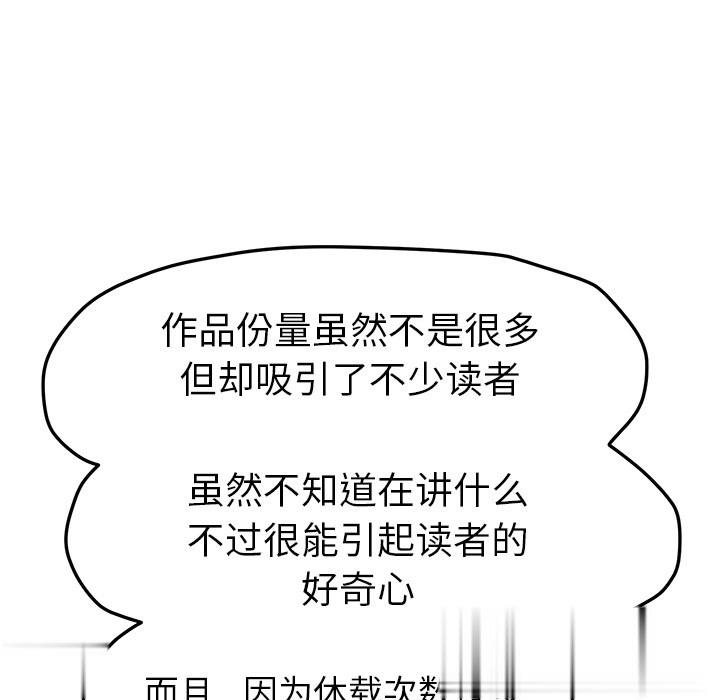 作品份量虽然不是很多
但却吸引了不少读者
虽然不知道在讲什么
不过很能引起读者的
好奇心
而且 因为休载次数